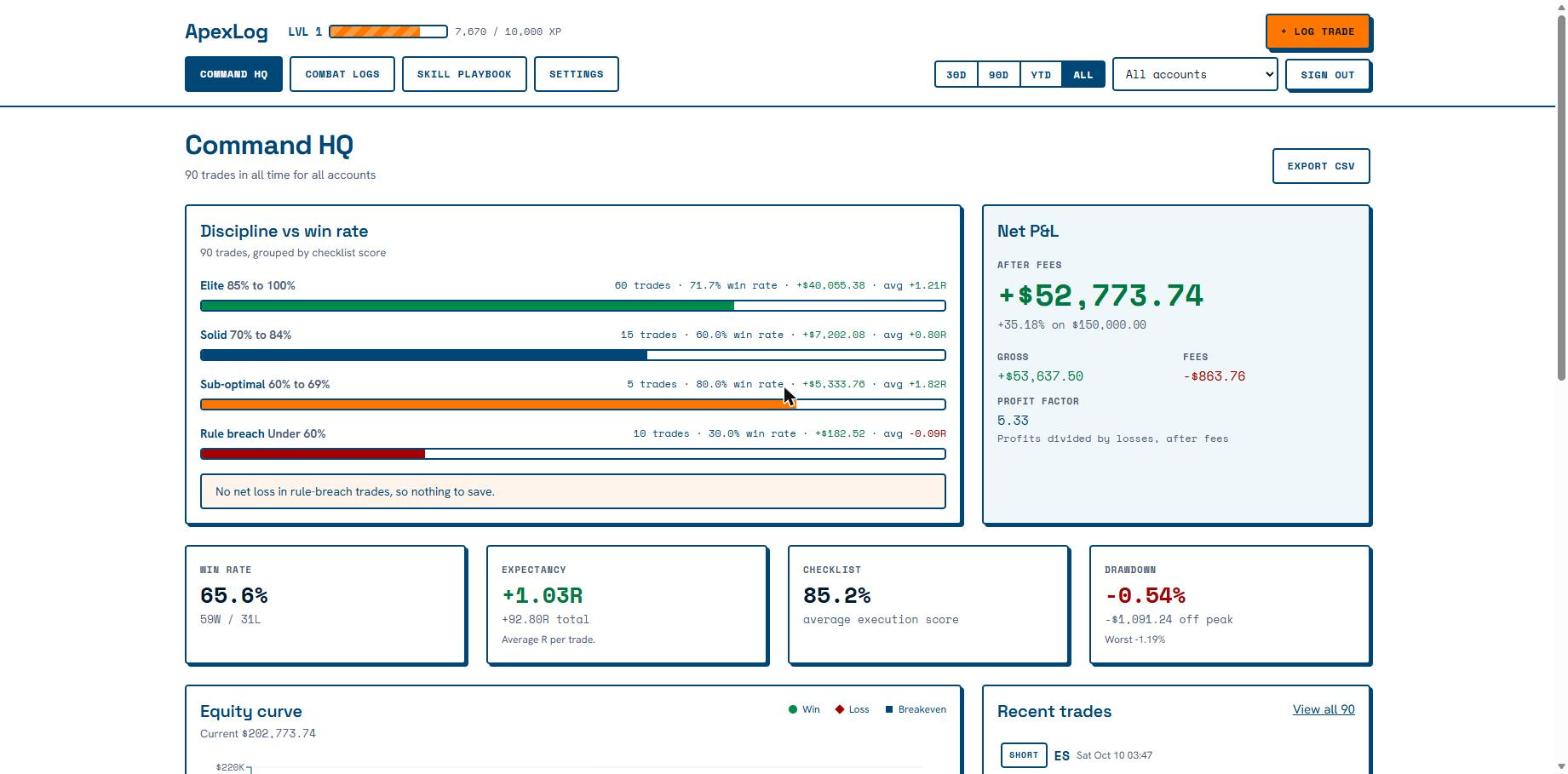 ApexLog LVL 1 7,670 / 10,000 XP + LOG TRADE
COMMAND HQ COMBAT LOGS SKILL PLAYBOOK SETTINGS 30D 90D YTD ALL All accounts SIGN OUT
Command HQ
90 trades in all time for all accounts
EXPORT CSV
Discipline vs win rate
90 trades, grouped by checklist score
Elite 85% to 100% 60 trades · 71.7% win rate · +$40,055.38 · avg +1.21R
Solid 70% to 84% 15 trades · 60.0% win rate · +$7,202.08 · avg +0.80R
Sub-optimal 60% to 69% 5 trades · 80.0% win rate · +$5,333.76 · avg +1.82R
Rule breach Under 60% 10 trades · 30.0% win rate · +$182.52 · avg -0.09R
No net loss in rule-breach trades, so nothing to save.
Net P&L
AFTER FEES
+$52,773.74
+35.18% on $150,000.00
GROSS FEES
+$53,637.50 -$863.76
PROFIT FACTOR
5.33
Profits divided by losses, after fees
WIN RATE
65.6%
59W / 31L
EXPECTANCY
+1.03R
+92.80R total
Average R per trade.
CHECKLIST
85.2%
average execution score
DRAWDOWN
-0.54%
-$1,091.24 off peak
Worst -1.19%
Equity curve Win Loss Breakeven
Current $202,773.74
$220K
Recent trades View all 90
SHORT ES Sat Oct 10 03:47